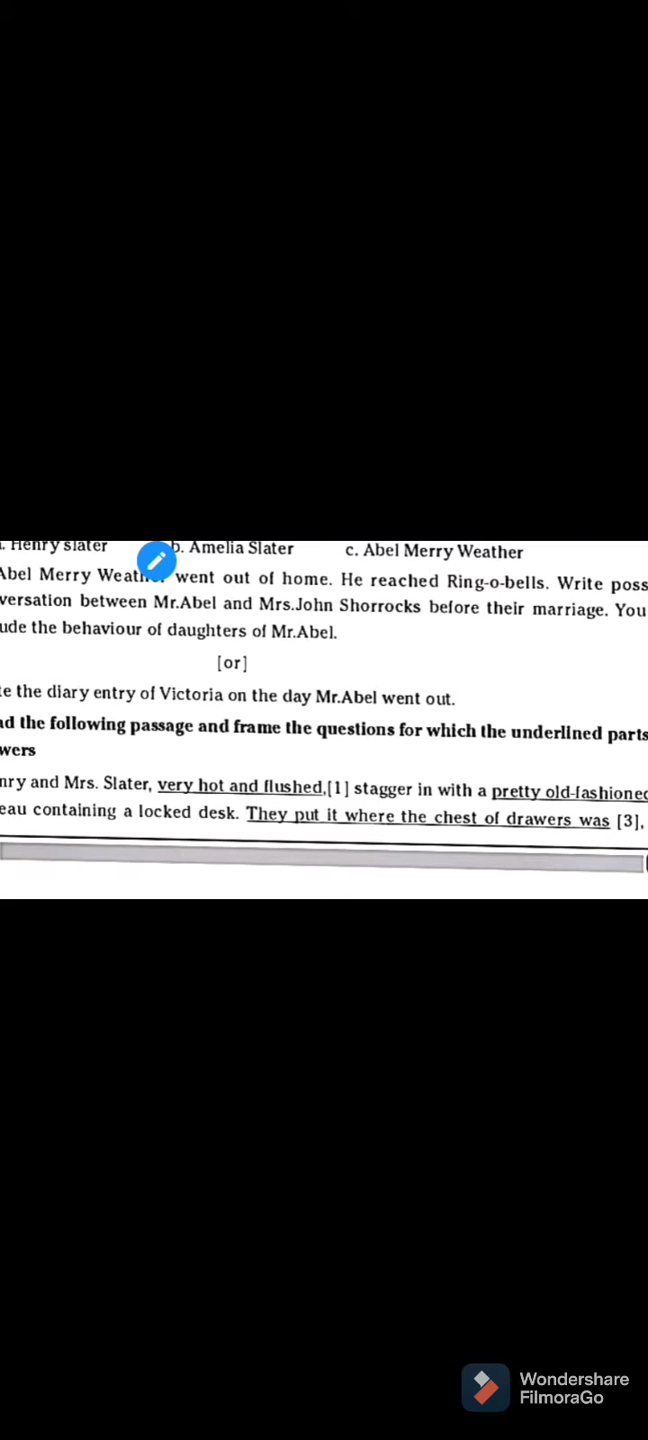 . Henry slater b. Amelia Slater c. Abel Merry Weather
Abel Merry Weather went out of home. He reached Ring-o-bells. Write poss
versation between Mr.Abel and Mrs.John Shorrocks before their marriage. You
ude the behaviour of daughters of Mr.Abel.
[or]
te the diary entry of Victoria on the day Mr.Abel went out.
ad the following passage and frame the questions for which the underlined parts
wers
nry and Mrs. Slater, very hot and flushed,[1] stagger in with a pretty old-fashioned
eau containing a locked desk. They put it where the chest of drawers was [3],
Wondershare
FilmoraGo